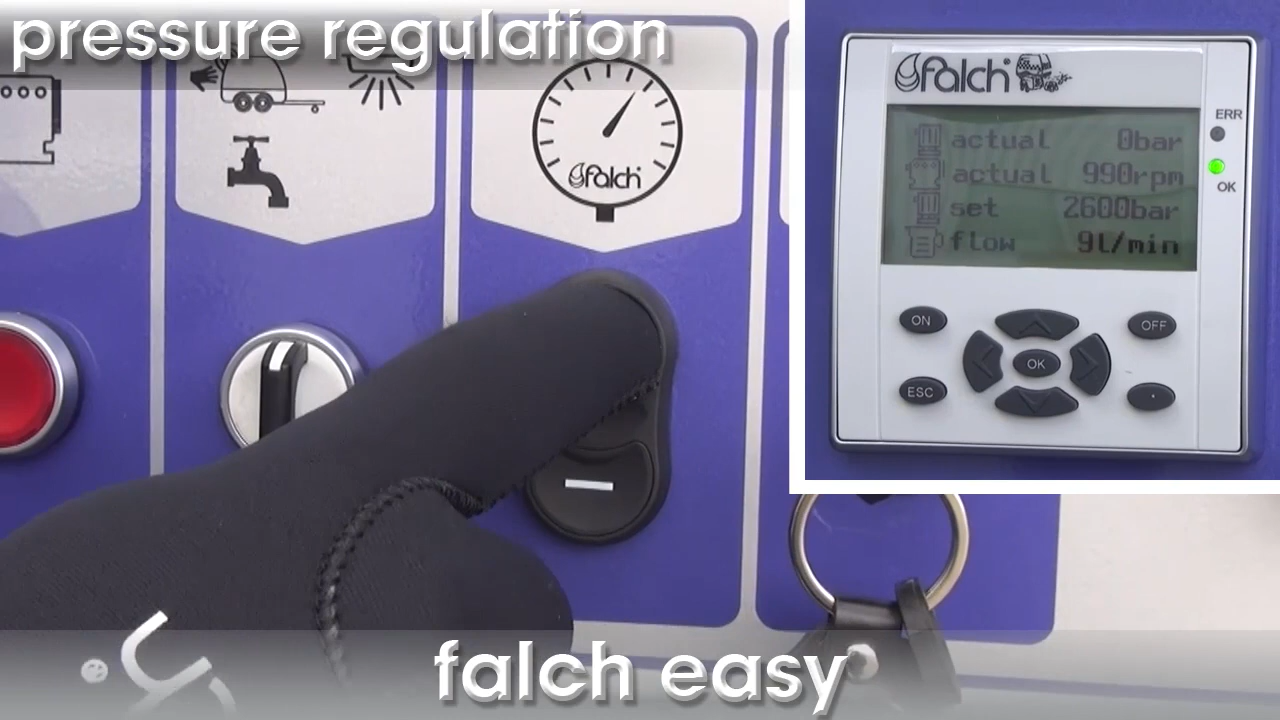 pressure regulation
falch
falch
actual 0bar
actual 990rpm
set 2600bar
flow 9l/min
ERR
OK
ON
OFF
OK
ESC
falch easy